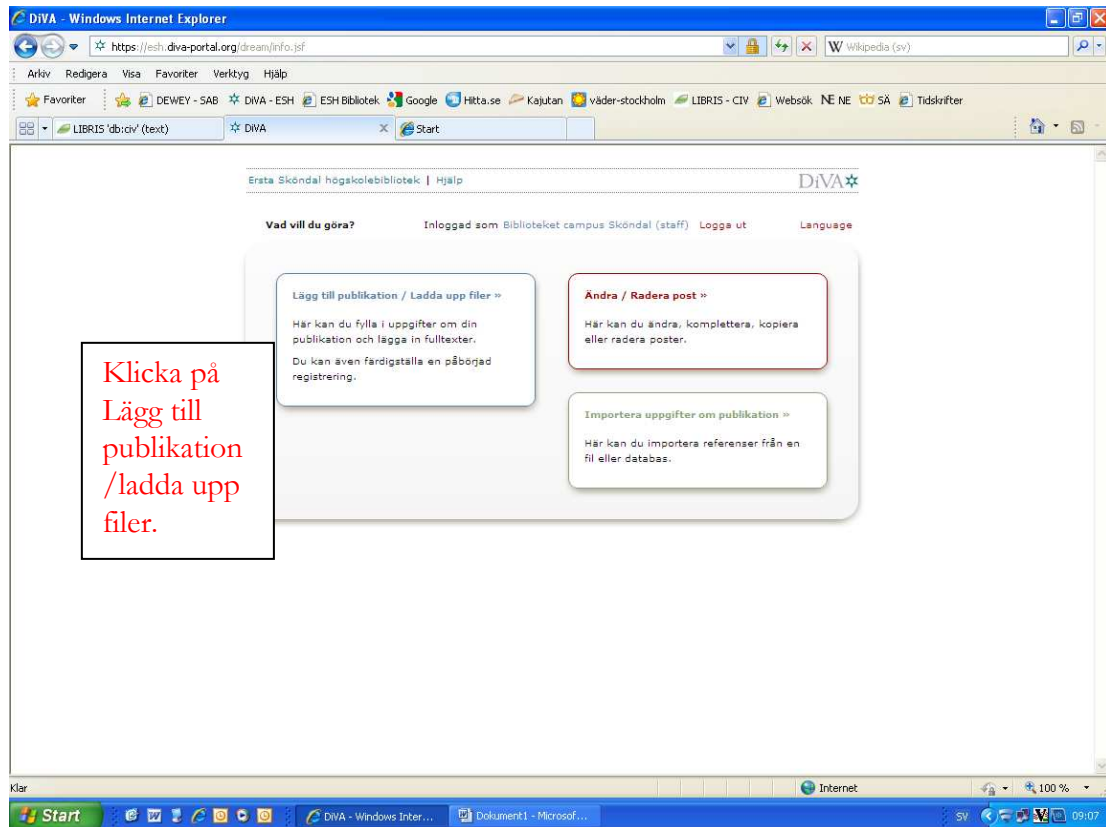 DiVA - Windows Internet Explorer
https://esh.diva-portal.org/dream/info.jsf
Wikipedia (sv)
Arkiv Redigera Visa Favoriter Verktyg Hjälp
Favoriter DEWEY - SAB DiVA - ESH ESH Bibliotek Google Hitta.se Kajutan väder-stockholm LIBRIS - CIV Websök NE NE SÄ Tidskrifter
LIBRIS 'db:civ' (text) DiVA Start
Ersta Sköndal högskolebibliotek | Hjälp DiVA
Vad vill du göra? Inloggad som Biblioteket campus Sköndal (staff) Logga ut Language
Lägg till publikation / Ladda upp filer »
Här kan du fylla i uppgifter om din
publikation och lägga in fulltexter.
Du kan även färdigställa en påbörjad
registrering.
Ändra / Radera post »
Här kan du ändra, komplettera, kopiera
eller radera poster.
Importera uppgifter om publikation »
Här kan du importera referenser från en
fil eller databas.
Klicka på
Lägg till
publikation
/ladda upp
filer.
Klar Internet 100 %
Start DiVA - Windows Inter... Dokument1 - Microsof... SV 09:07